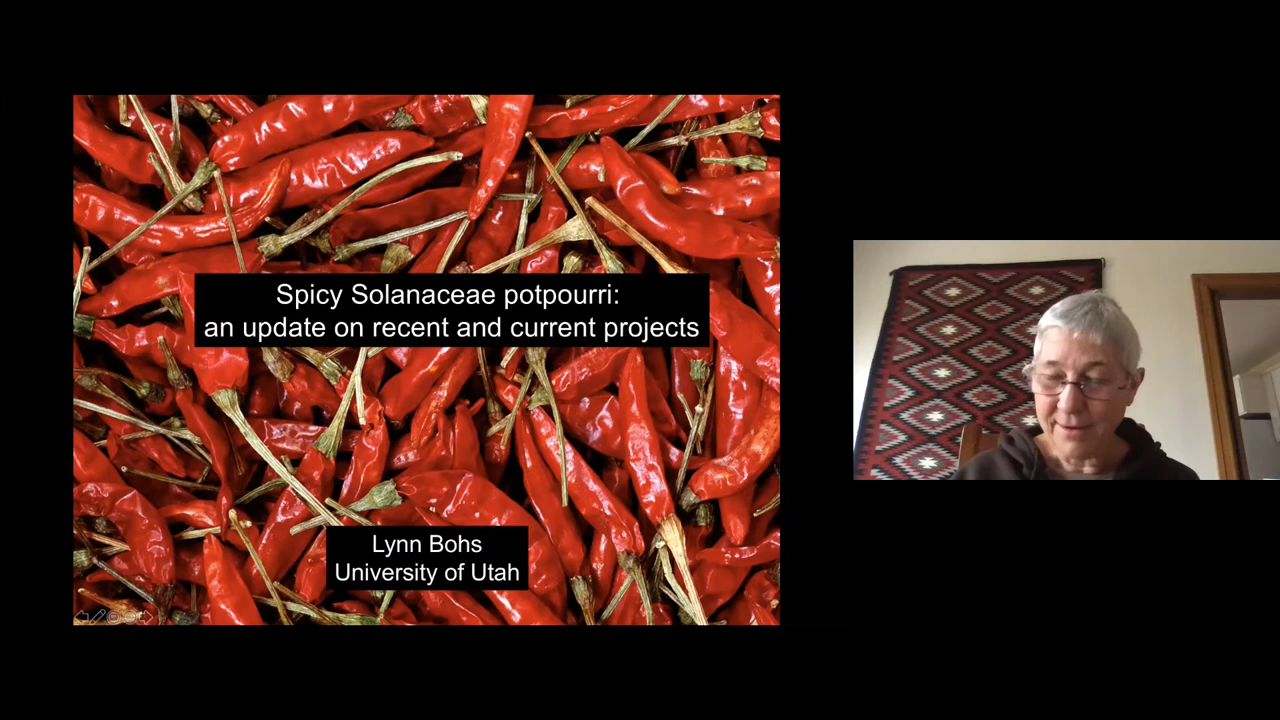 Spicy Solanaceae potpourri:
an update on recent and current projects
Lynn Bohs
University of Utah